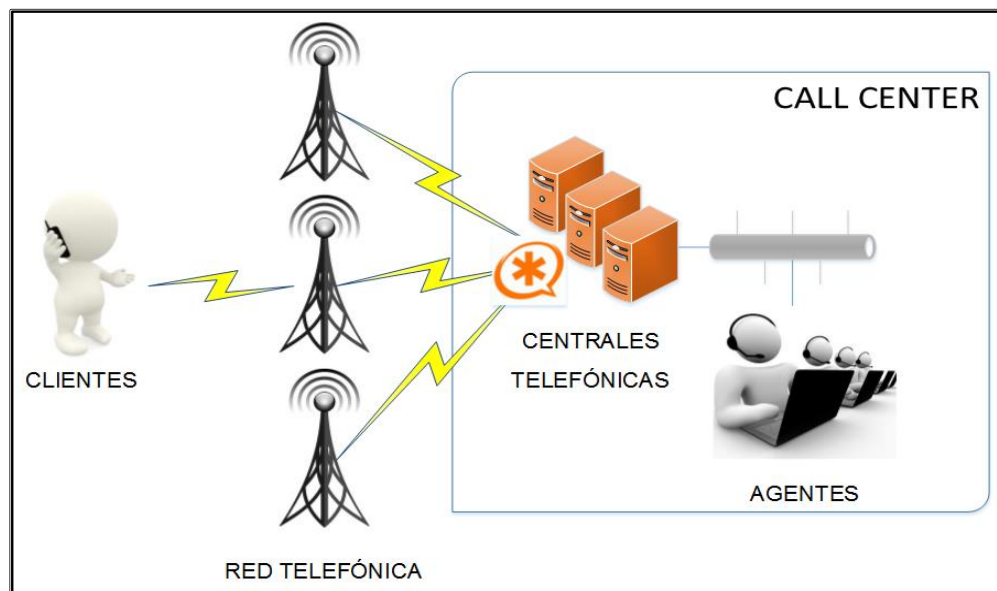 CALL CENTER
CLIENTES
CENTRALES
TELEFÓNICAS
AGENTES
RED TELEFÓNICA